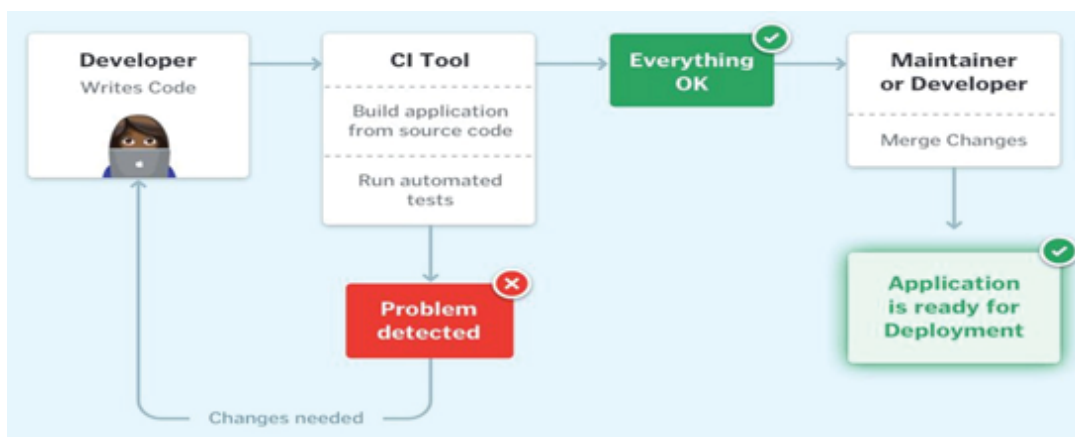 Developer
Writes Code
CI Tool
Build application
from source code
Run automated
tests
Everything
OK
Maintainer
or Developer
Merge Changes
Problem
detected
Application
is ready for
Deployment
Changes needed